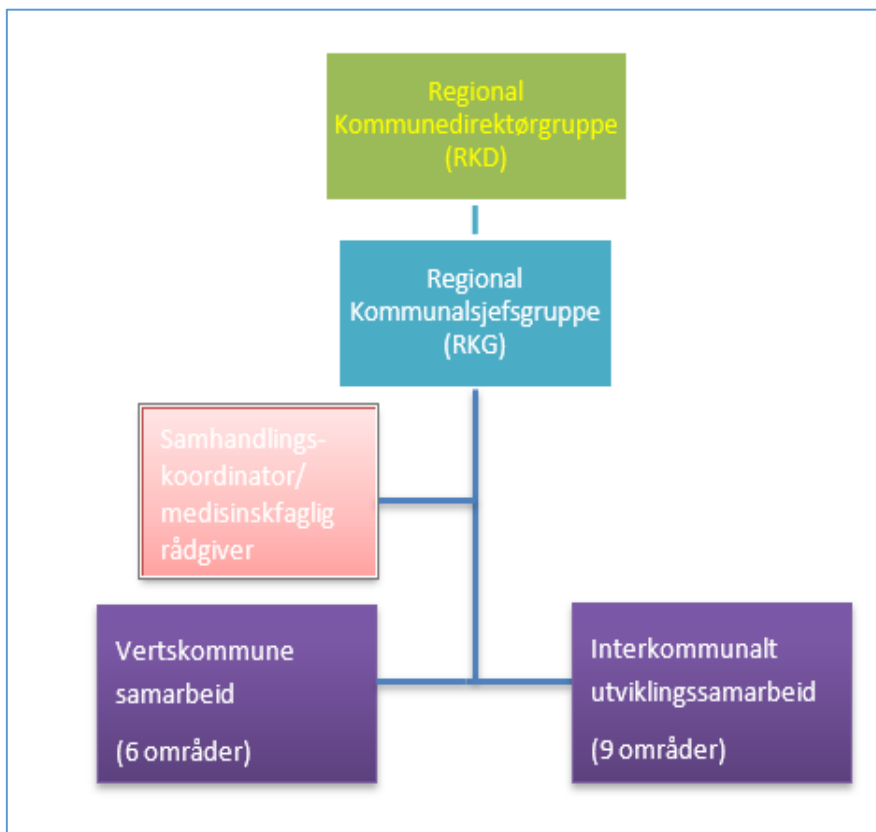 Regional
Kommunedirektørgruppe
(RKD)
Regional
Kommunalsjefsgruppe
(RKG)
Samhandlings-
koordinator/
medisinskfaglig
rådgiver
Vertskommune
samarbeid
(6 områder)
Interkommunalt
utviklingssamarbeid
(9 områder)